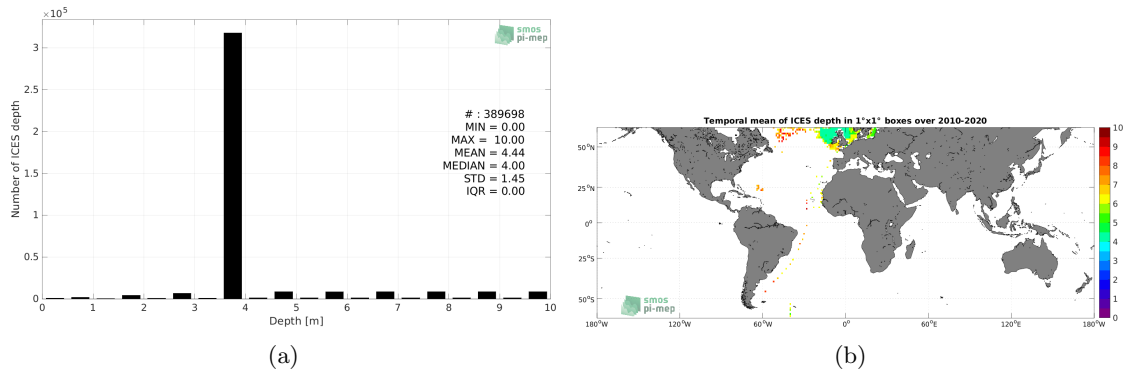 ×10⁵
smos
pi-mep
3
2.5
2
1.5
1
0.5
0
Number of ICES depth
# : 389698
MIN = 0.00
MAX = 10.00
MEAN = 4.44
MEDIAN = 4.00
STD = 1.45
IQR = 0.00
0 1 2 3 4 5 6 7 8 9 10
Depth [m]
(a)
Temporal mean of ICES depth in 1°x1° boxes over 2010-2020
50°N
25°N
0°
25°S
50°S
smos
pi-mep
180°W 120°W 60°W 0°E 60°E 120°E 180°W
10
9
8
7
6
5
4
3
2
1
0
(b)